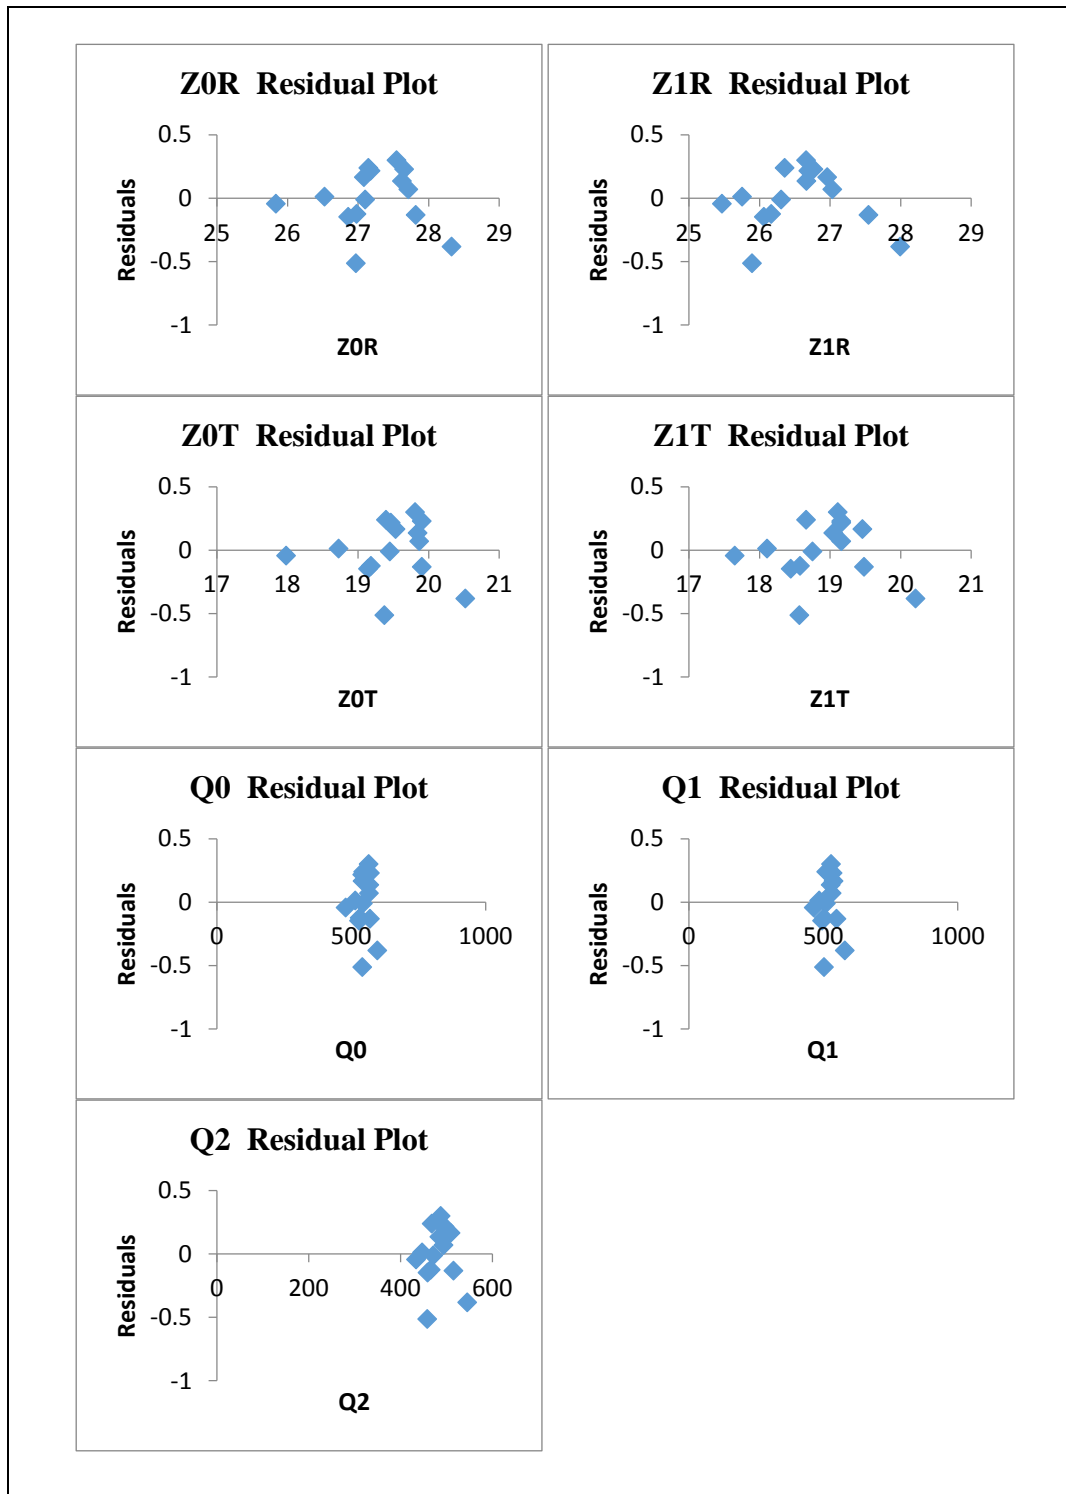 Z0R Residual Plot
0.5
0
25 26 27 28 29
-0.5
-1
Residuals
Z0R
Z1R Residual Plot
0.5
0
25 26 27 28 29
-0.5
-1
Residuals
Z1R
Z0T Residual Plot
0.5
0
17 18 19 20 21
-0.5
-1
Residuals
Z0T
Z1T Residual Plot
0.5
0
17 18 19 20 21
-0.5
-1
Residuals
Z1T
Q0 Residual Plot
0.5
0
0 500 1000
-0.5
-1
Residuals
Q0
Q1 Residual Plot
0.5
0
0 500 1000
-0.5
-1
Residuals
Q1
Q2 Residual Plot
0.5
0
0 200 400 600
-0.5
-1
Residuals
Q2